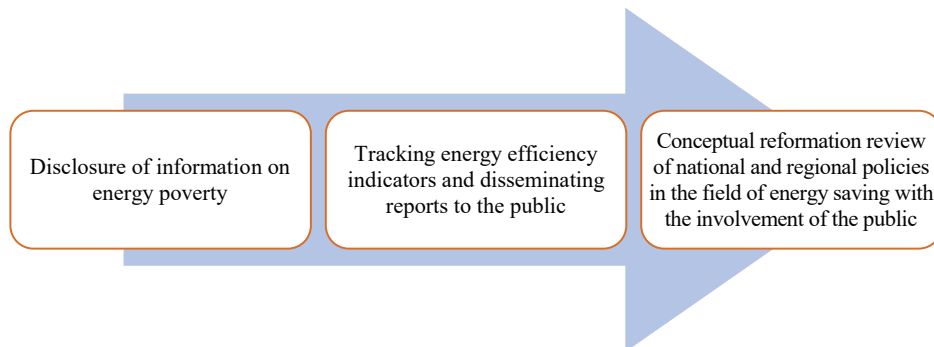 Disclosure of information on
energy poverty
Tracking energy efficiency
indicators and disseminating
reports to the public
Conceptual reformation review
of national and regional policies
in the field of energy saving with
the involvement of the public